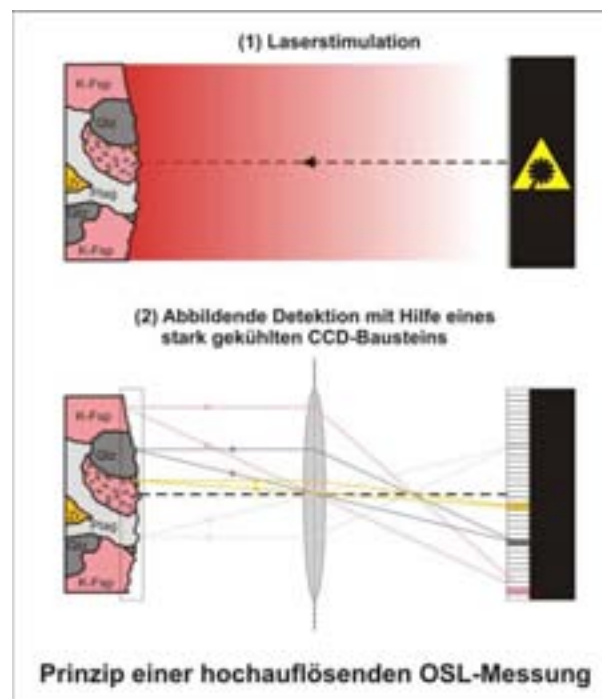 (1) Laserstimulation
K-Fsp
Qtz
Plag
Qtz
K-Fsp
(2) Abbildende Detektion mit Hilfe eines
stark gekühlten CCD-Bausteins
K-Fsp
Qtz
Plag
Qtz
K-Fsp
Prinzip einer hochauflösenden OSL-Messung